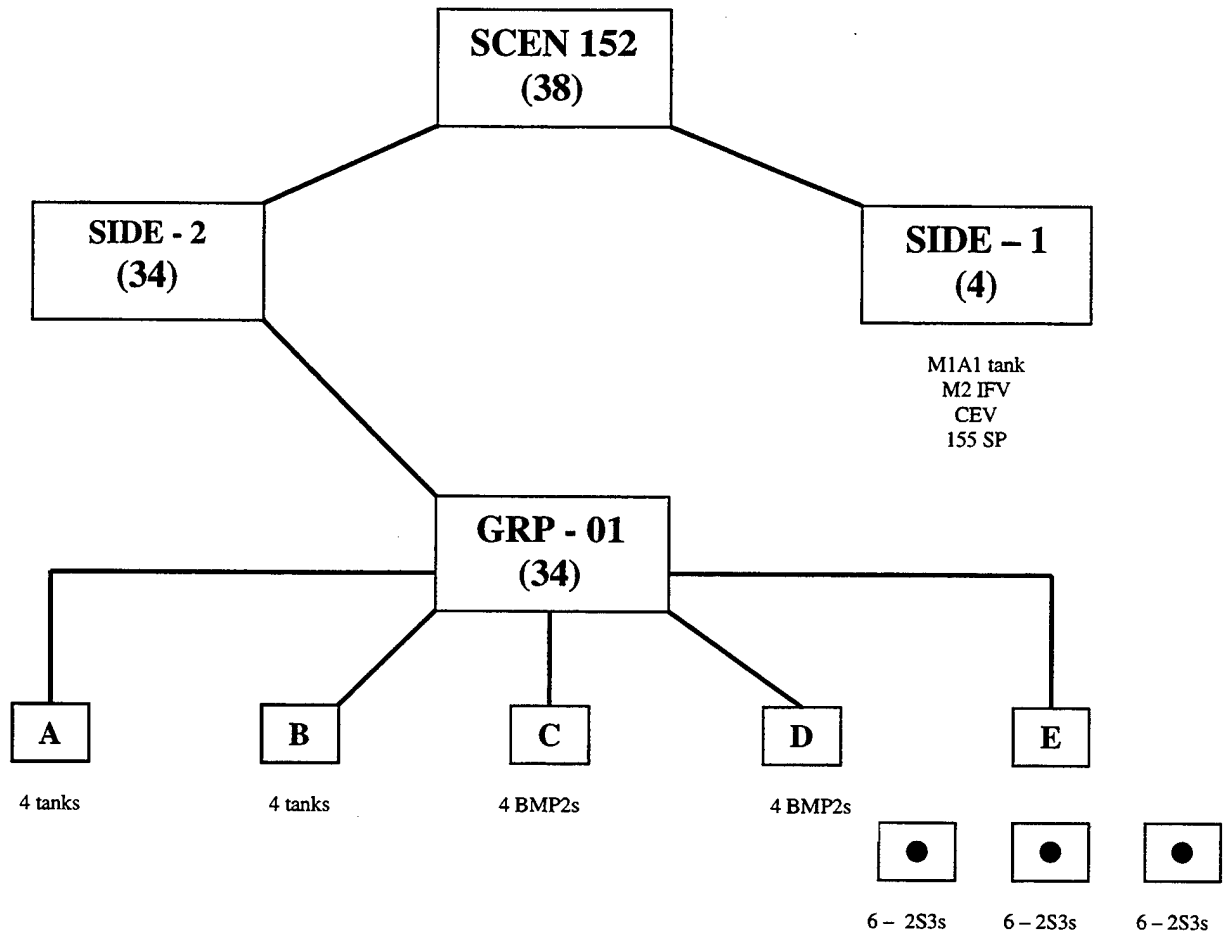 SCEN 152
(38)
SIDE - 2
(34)
SIDE – 1
(4)
M1A1 tank
M2 IFV
CEV
155 SP
GRP - 01
(34)
A
B
C
D
E
4 tanks
4 tanks
4 BMP2s
4 BMP2s
6 – 2S3s
6 – 2S3s
6 – 2S3s